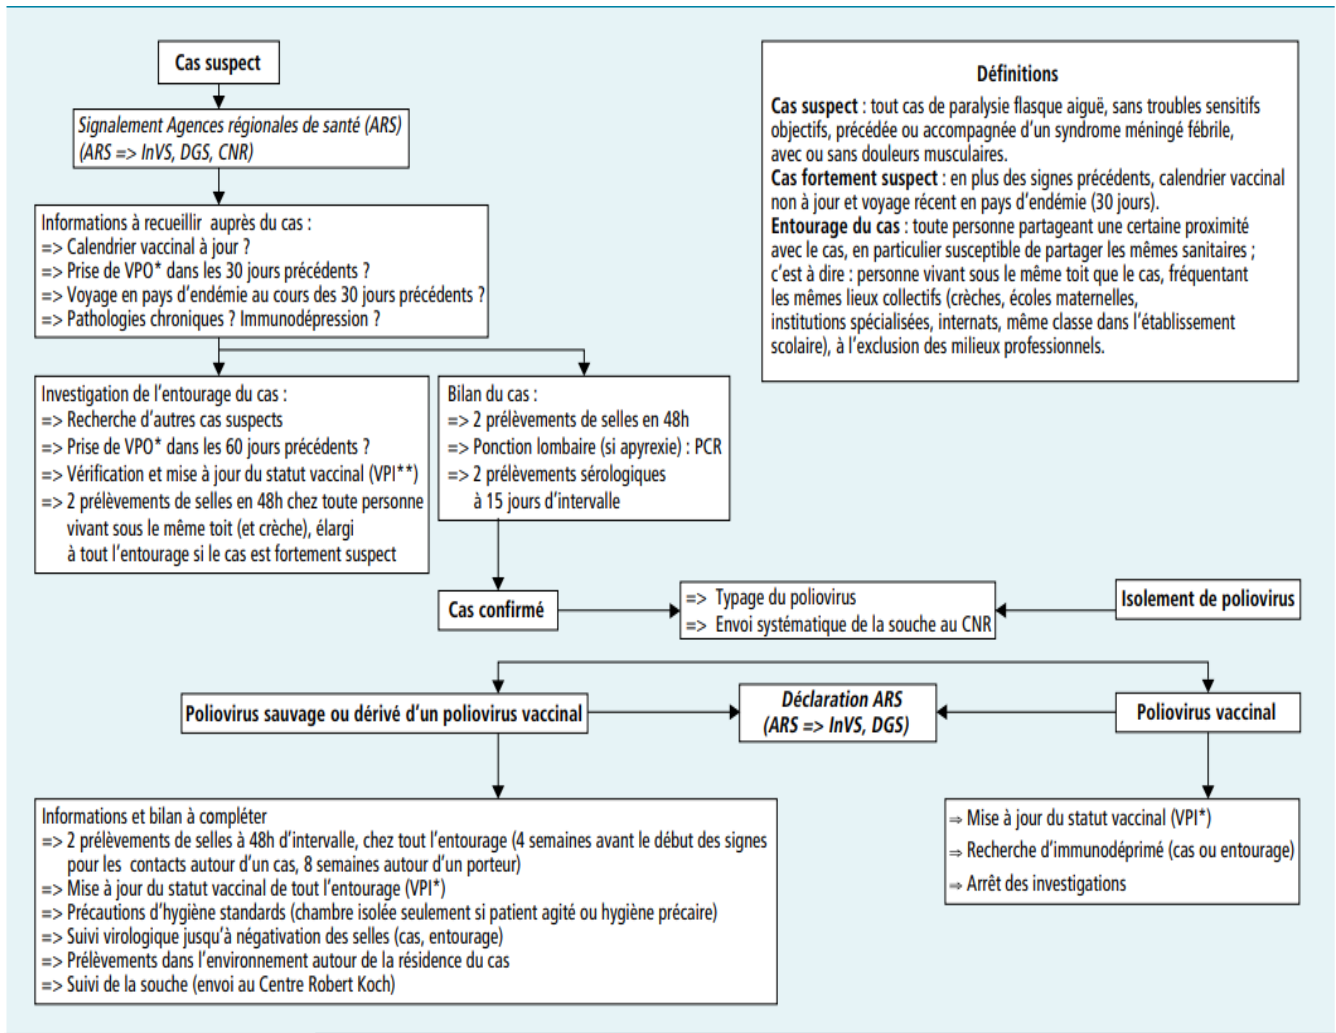 Cas suspect
Signalement Agences régionales de santé (ARS)
(ARS => InVS, DGS, CNR)
Informations à recueillir auprès du cas :
=> Calendrier vaccinal à jour ?
=> Prise de VPO* dans les 30 jours précédents ?
=> Voyage en pays d'endémie au cours des 30 jours précédents ?
=> Pathologies chroniques ? Immunodépression ?
Définitions
Cas suspect : tout cas de paralysie flasque aiguë, sans troubles sensitifs
objectifs, précédée ou accompagnée d'un syndrome méningé fébrile,
avec ou sans douleurs musculaires.
Cas fortement suspect : en plus des signes précédents, calendrier vaccinal
non à jour et voyage récent en pays d'endémie (30 jours).
Entourage du cas : toute personne partageant une certaine proximité
avec le cas, en particulier susceptible de partager les mêmes sanitaires ;
c'est à dire : personne vivant sous le même toit que le cas, fréquentant
les mêmes lieux collectifs (crèches, écoles maternelles,
institutions spécialisées, internats, même classe dans l'établissement
scolaire), à l'exclusion des milieux professionnels.
Investigation de l'entourage du cas :
=> Recherche d'autres cas suspects
=> Prise de VPO* dans les 60 jours précédents ?
=> Vérification et mise à jour du statut vaccinal (VPI**)
=> 2 prélèvements de selles en 48h chez toute personne
vivant sous le même toit (et crèche), élargi
à tout l'entourage si le cas est fortement suspect
Bilan du cas :
=> 2 prélèvements de selles en 48h
=> Ponction lombaire (si apyrexie) : PCR
=> 2 prélèvements sérologiques
à 15 jours d'intervalle
Cas confirmé
=> Typage du poliovirus
=> Envoi systématique de la souche au CNR
Isolement de poliovirus
Poliovirus sauvage ou dérivé d'un poliovirus vaccinal
Déclaration ARS
(ARS => InVS, DGS)
Poliovirus vaccinal
Informations et bilan à compléter
=> 2 prélèvements de selles à 48h d'intervalle, chez tout l'entourage (4 semaines avant le début des signes
pour les contacts autour d'un cas, 8 semaines autour d'un porteur)
=> Mise à jour du statut vaccinal de tout l'entourage (VPI*)
=> Précautions d'hygiène standards (chambre isolée seulement si patient agité ou hygiène précaire)
=> Suivi virologique jusqu'à négativation des selles (cas, entourage)
=> Prélèvements dans l'environnement autour de la résidence du cas
=> Suivi de la souche (envoi au Centre Robert Koch)
⇒ Mise à jour du statut vaccinal (VPI*)
⇒ Recherche d'immunodéprimé (cas ou entourage)
⇒ Arrêt des investigations